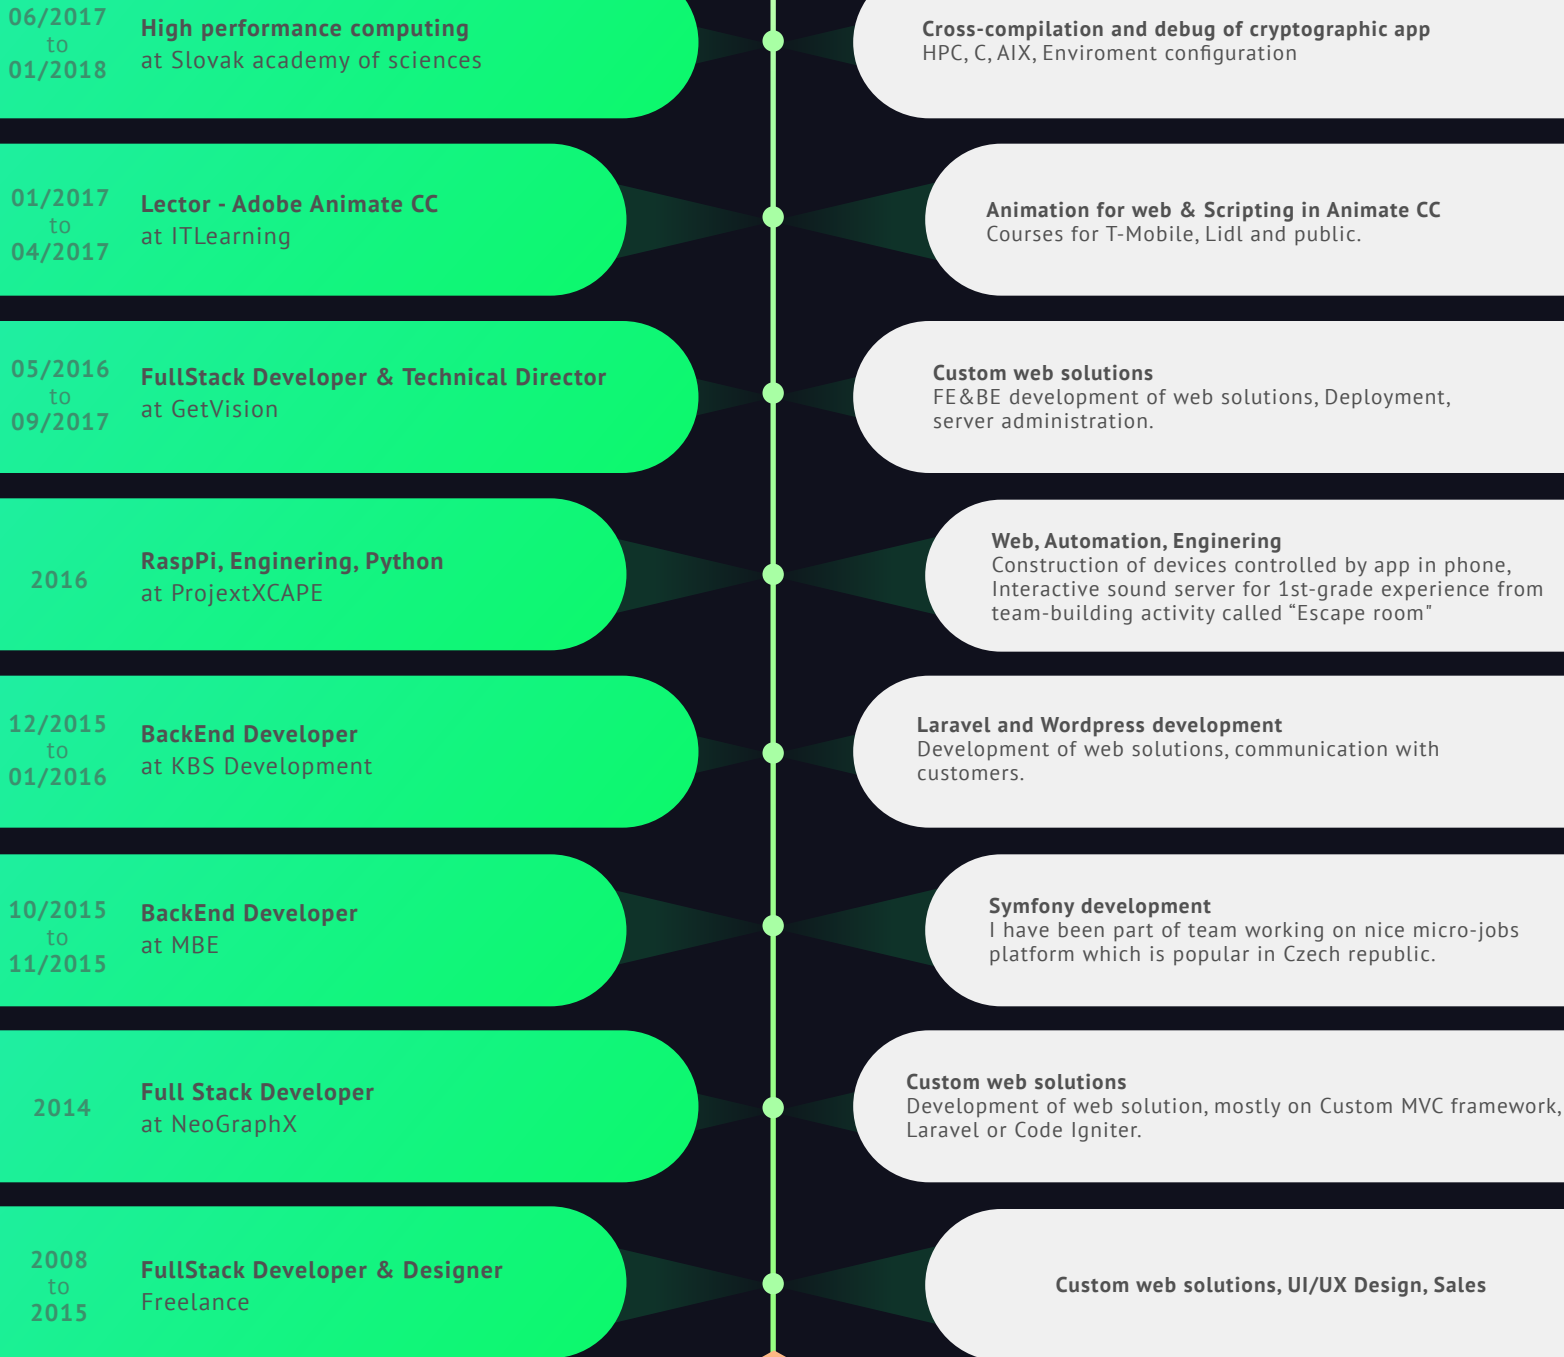 06/2017
to
01/2018
High performance computing
at Slovak academy of sciences
Cross-compilation and debug of cryptographic app
HPC, C, AIX, Enviroment configuration
01/2017
to
04/2017
Lector - Adobe Animate CC
at ITLearning
Animation for web & Scripting in Animate CC
Courses for T-Mobile, Lidl and public.
05/2016
to
09/2017
FullStack Developer & Technical Director
at GetVision
Custom web solutions
FE&BE development of web solutions, Deployment,
server administration.
2016
RaspPi, Enginering, Python
at ProjextXCAPE
Web, Automation, Enginering
Construction of devices controlled by app in phone,
Interactive sound server for 1st-grade experience from
team-building activity called “Escape room"
12/2015
to
01/2016
BackEnd Developer
at KBS Development
Laravel and Wordpress development
Development of web solutions, communication with
customers.
10/2015
to
11/2015
BackEnd Developer
at MBE
Symfony development
I have been part of team working on nice micro-jobs
platform which is popular in Czech republic.
2014
Full Stack Developer
at NeoGraphX
Custom web solutions
Development of web solution, mostly on Custom MVC framework,
Laravel or Code Igniter.
2008
to
2015
FullStack Developer & Designer
Freelance
Custom web solutions, UI/UX Design, Sales